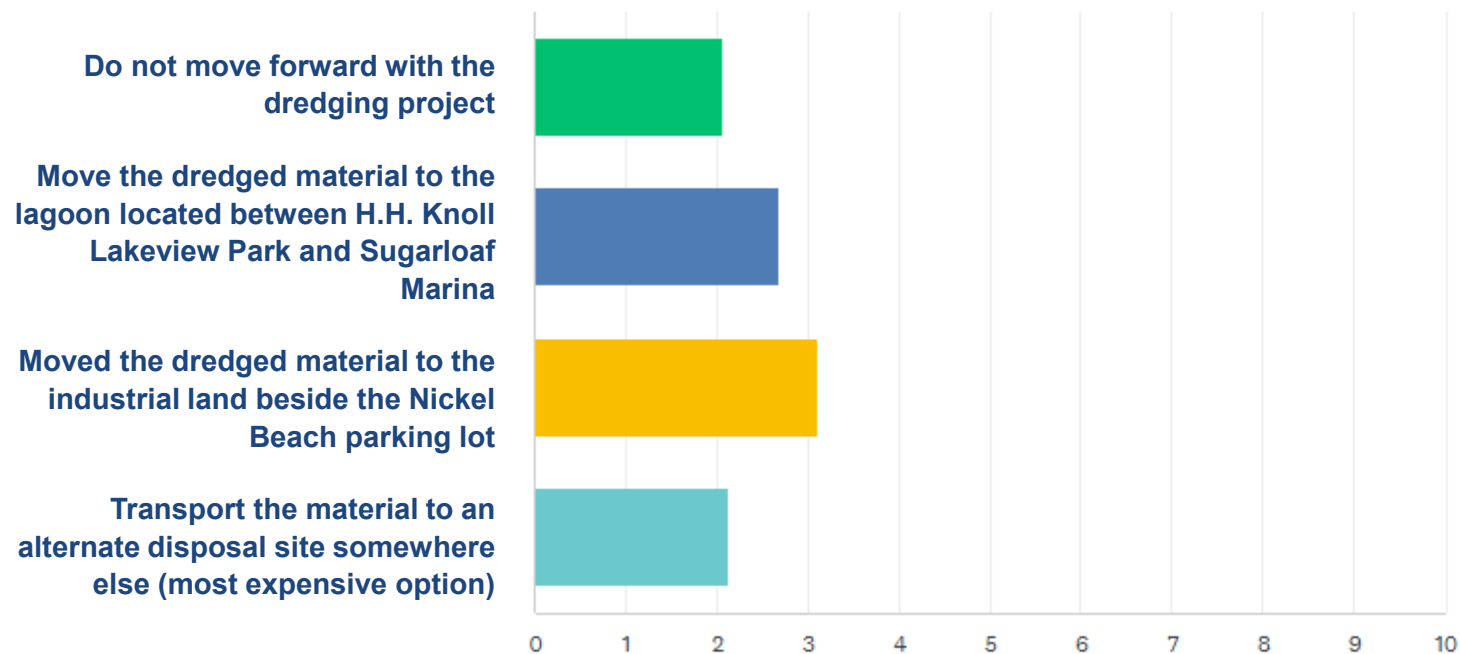 Do not move forward with the
dredging project
Move the dredged material to the
lagoon located between H.H. Knoll
Lakeview Park and Sugarloaf
Marina
Moved the dredged material to the
industrial land beside the Nickel
Beach parking lot
Transport the material to an
alternate disposal site somewhere
else (most expensive option)
0 1 2 3 4 5 6 7 8 9 10